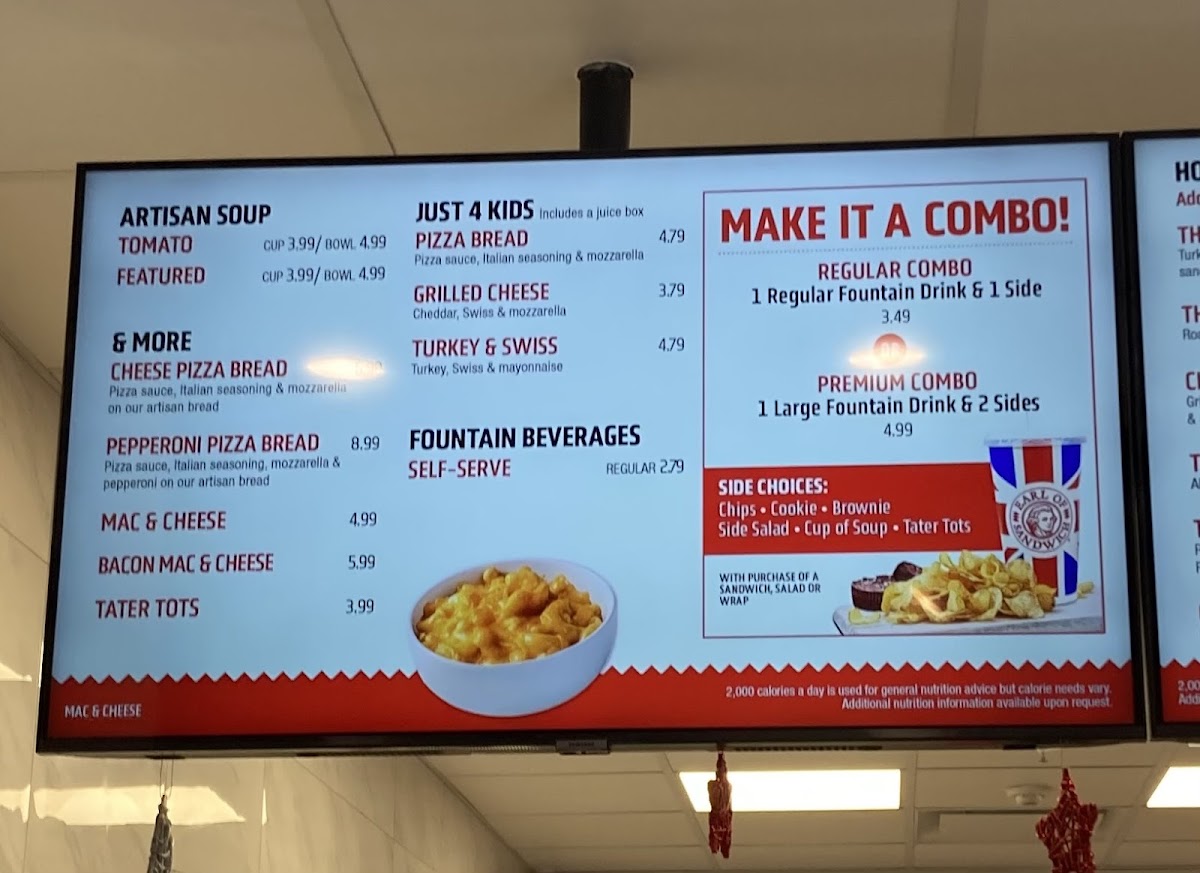 ARTISAN SOUP
TOMATO CUP 3.99/ BOWL 4.99
FEATURED CUP 3.99/ BOWL 4.99
& MORE
CHEESE PIZZA BREAD
Pizza sauce, Italian seasoning & mozzarella
on our artisan bread
PEPPERONI PIZZA BREAD 8.99
Pizza sauce, Italian seasoning, mozzarella &
pepperoni on our artisan bread
MAC & CHEESE 4.99
BACON MAC & CHEESE 5.99
TATER TOTS 3.99
MAC & CHEESE
JUST 4 KIDS Includes a juice box
PIZZA BREAD 4.79
Pizza sauce, Italian seasoning & mozzarella
GRILLED CHEESE 3.79
Cheddar, Swiss & mozzarella
TURKEY & SWISS 4.79
Turkey, Swiss & mayonnaise
FOUNTAIN BEVERAGES
SELF-SERVE REGULAR 2.79
MAKE IT A COMBO!
REGULAR COMBO
1 Regular Fountain Drink & 1 Side
3.49
OR
PREMIUM COMBO
1 Large Fountain Drink & 2 Sides
4.99
SIDE CHOICES:
Chips • Cookie • Brownie
Side Salad • Cup of Soup • Tater Tots
EARL OF
SANDWICH
WITH PURCHASE OF A
SANDWICH, SALAD OR
WRAP
2,000 calories a day is used for general nutrition advice but calorie needs vary.
Additional nutrition information available upon request.